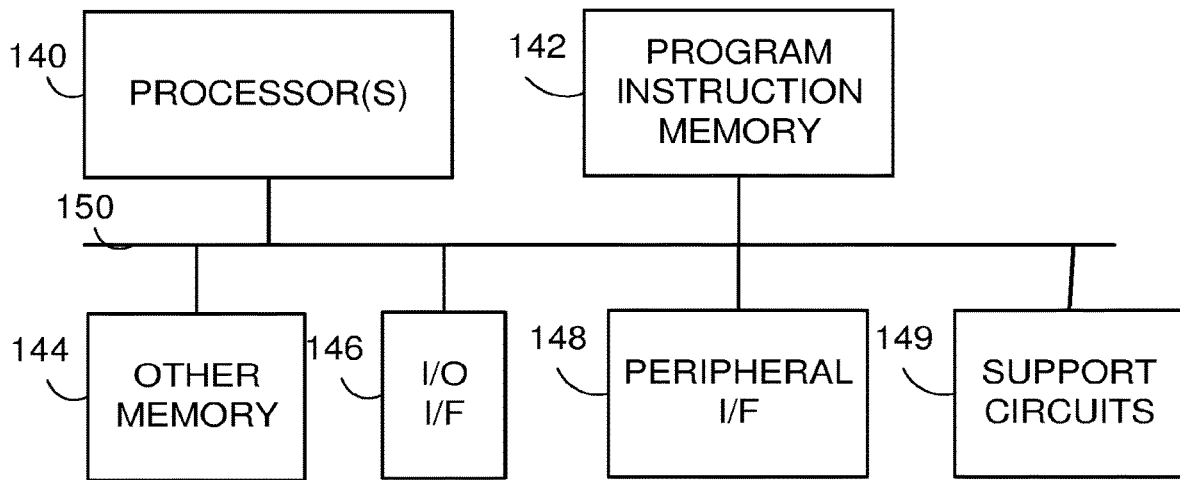 140
PROCESSOR(S)
142
PROGRAM
INSTRUCTION
MEMORY
150
144
OTHER
MEMORY
146
I/O
I/F
148
PERIPHERAL
I/F
149
SUPPORT
CIRCUITS